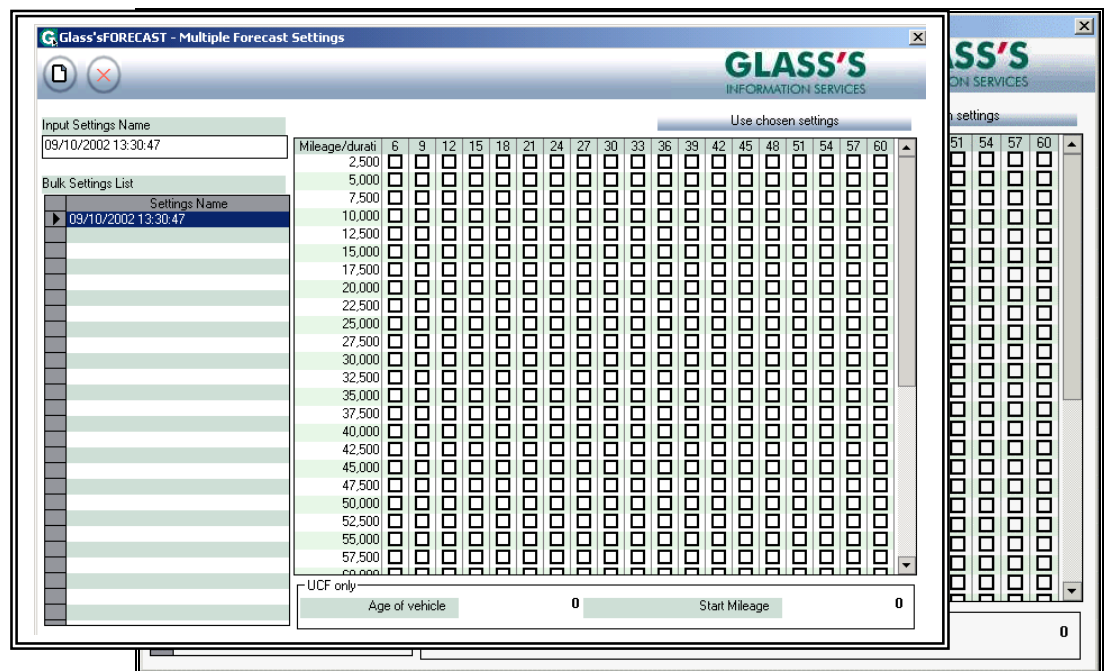 Glass'sFORECAST - Multiple Forecast Settings
GLASS'S
INFORMATION SERVICES
Use chosen settings
Input Settings Name
09/10/2002 13:30:47
Bulk Settings List
Settings Name
09/10/2002 13:30:47
Mileage/durati 6 9 12 15 18 21 24 27 30 33 36 39 42 45 48 51 54 57 60
2,500
5,000
7,500
10,000
12,500
15,000
17,500
20,000
22,500
25,000
27,500
30,000
32,500
35,000
37,500
40,000
42,500
45,000
47,500
50,000
52,500
55,000
57,500
UCF only
Age of vehicle 0 Start Mileage 0
ASS'S
ON SERVICES
settings
51 54 57 60
0